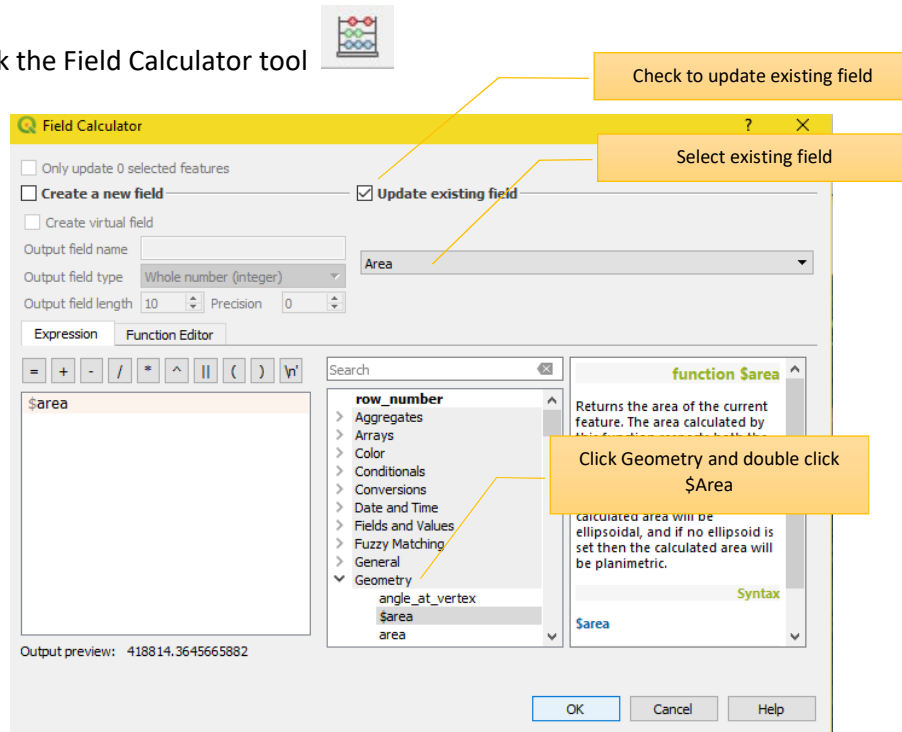 k the Field Calculator tool
Check to update existing field
Field Calculator
? X
Select existing field
Only update 0 selected features
Create a new field
Update existing field
Create virtual field
Output field name
Area
Output field type Whole number (integer)
Output field length 10 Precision 0
Expression Function Editor
= + - / * ^ || ( ) '\n'
Search
function $area
$area
row_number
Aggregates
Arrays
Color
Conditionals
Conversions
Date and Time
Fields and Values
Fuzzy Matching
General
Geometry
angle_at_vertex
$area
area
Returns the area of the current
feature. The area calculated by
Click Geometry and double click
$Area
calculated area will be
ellipsoidal, and if no ellipsoid is
set then the calculated area will
be planimetric.
Syntax
$area
Output preview: 418814.3645665882
OK Cancel Help